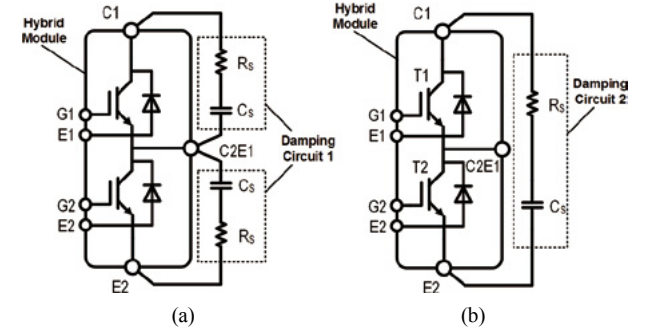 C1
Hybrid
Module
Rs
Cs
G1
E1
Damping
Circuit 1
C2E1
G2
E2
Cs
Rs
E2
(a)
C1
Hybrid
Module
T1
Damping
Circuit 2
Rs
G1
E1
T2
C2E1
G2
E2
Cs
E2
(b)